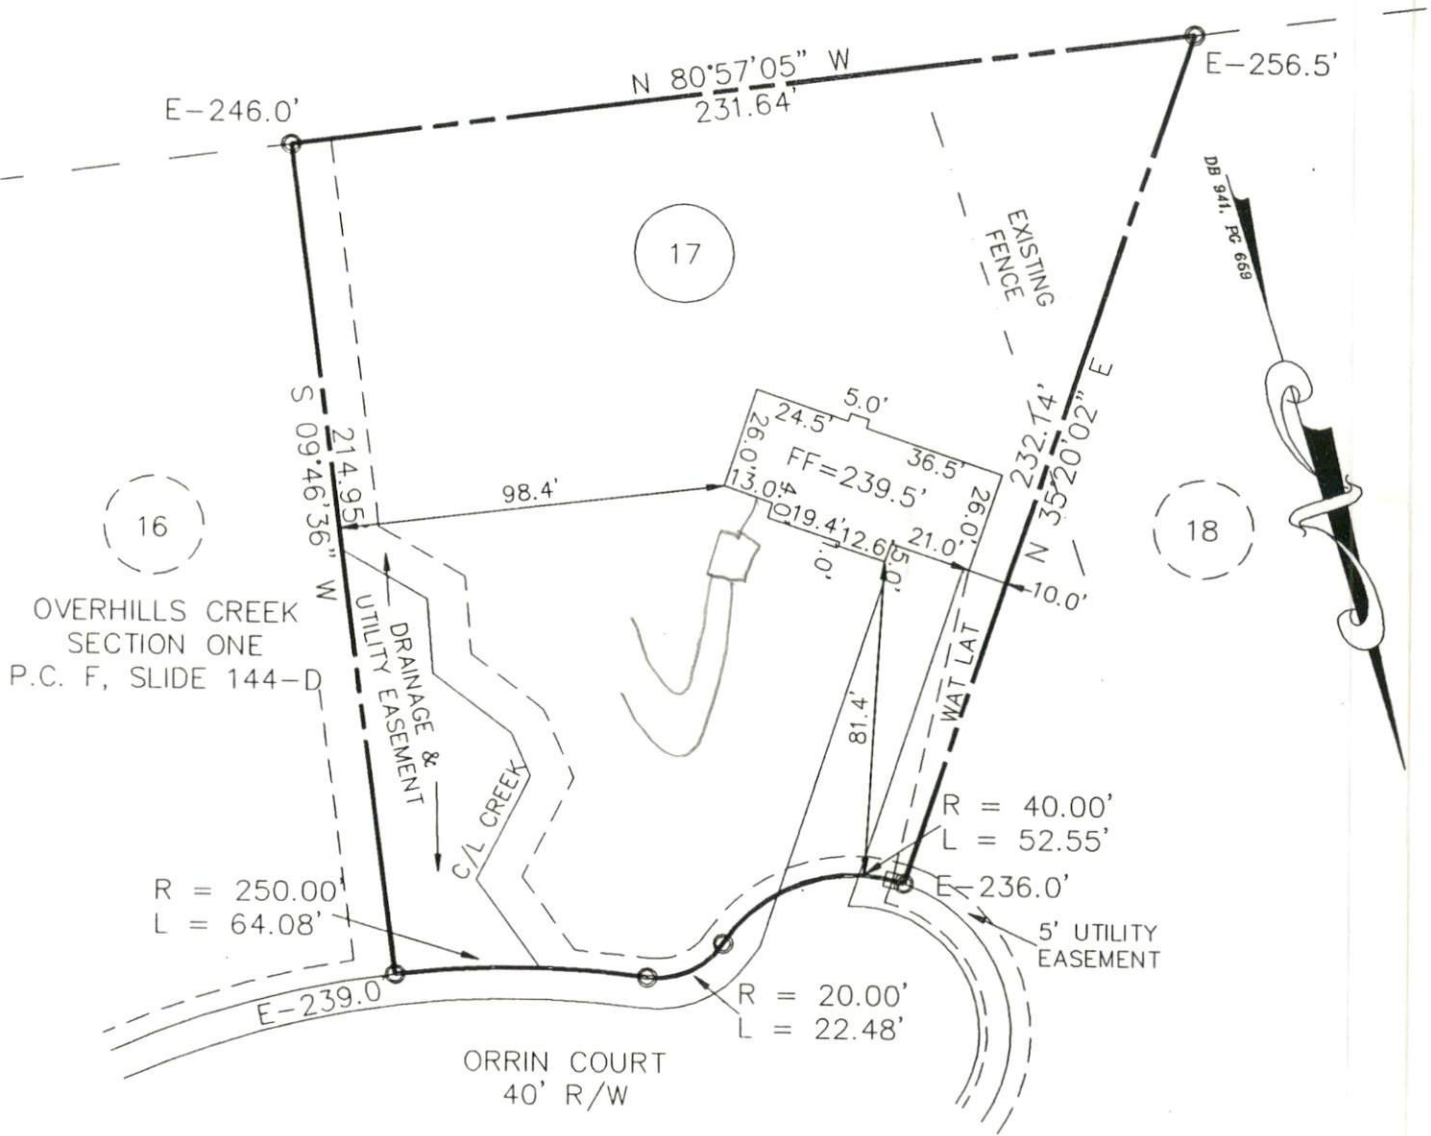 N 80°57'05" W
231.64'
E-246.0'
E-256.5'
DB 941, PG 659
17
EXISTING
FENCE
S 09°46'36" W
214.95'
232.14'
N 35°20'02" E
24.5'
5.0'
36.5'
26.0'
FF=239.5'
26.0'
13.0'
4.0'
19.4'
12.6'
5.0'
21.0'
98.4'
10.0'
16
18
OVERHILLS CREEK
SECTION ONE
P.C. F, SLIDE 144-D
DRAINAGE &
UTILITY EASEMENT
C/L CREEK
81.4'
WAT LAT
R = 40.00'
L = 52.55'
E-236.0'
R = 250.00'
L = 64.08'
5' UTILITY
EASEMENT
E-239.0'
R = 20.00'
L = 22.48'
ORRIN COURT
40' R/W